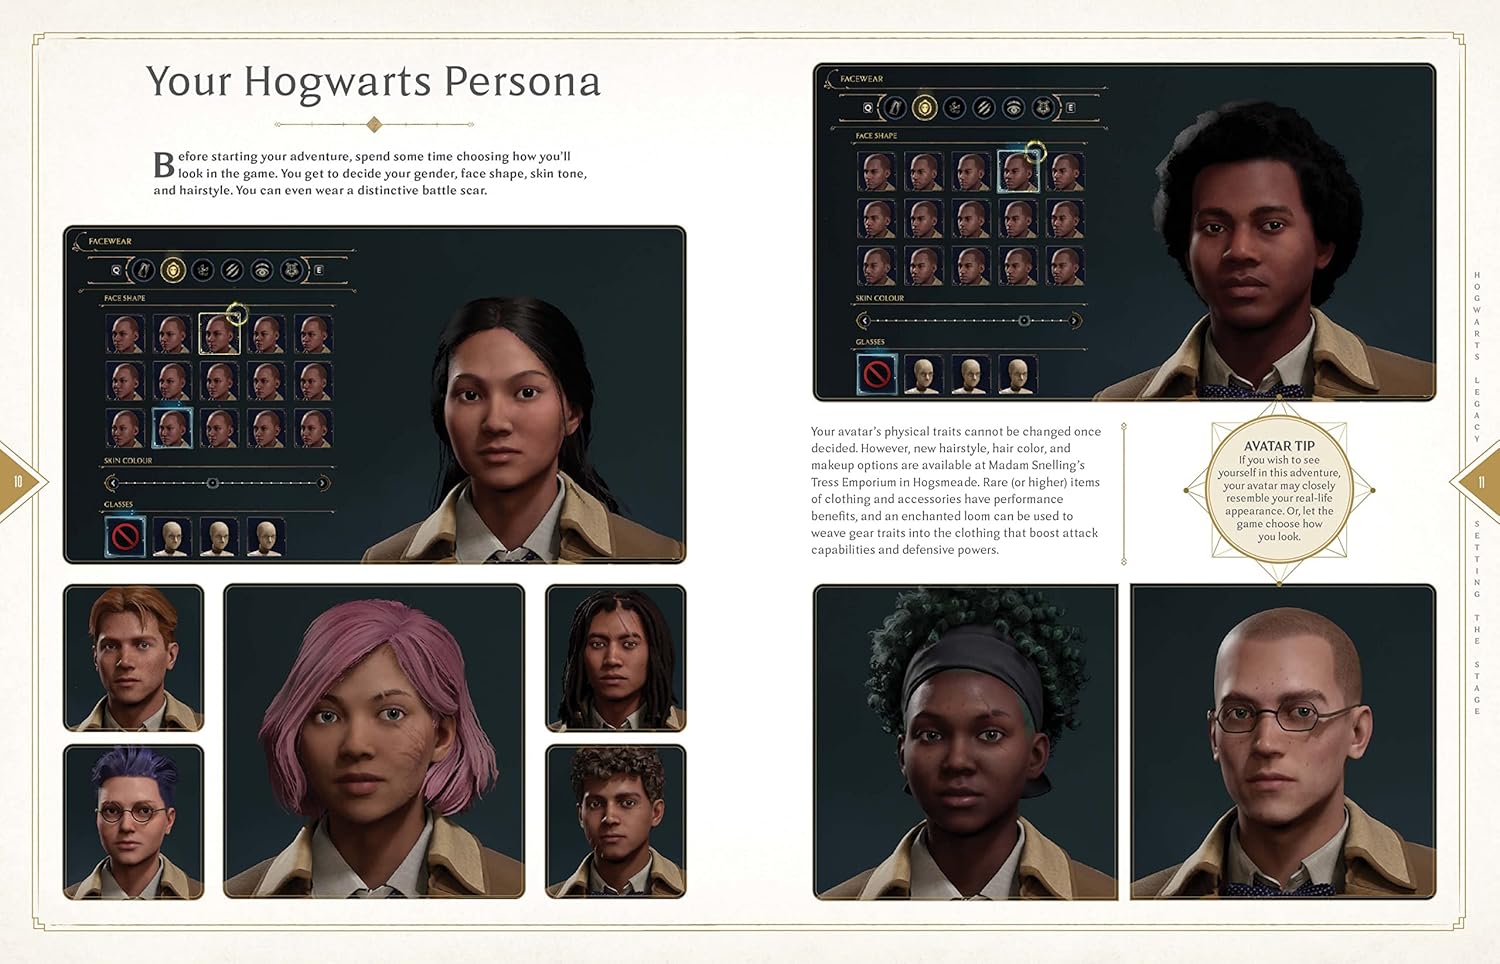 Your Hogwarts Persona
Before starting your adventure, spend some time choosing how you'll
look in the game. You get to decide your gender, face shape, skin tone,
and hairstyle. You can even wear a distinctive battle scar.
FACEWEAR
Q
E
FACE SHAPE
SKIN COLOUR
GLASSES
10
FACEWEAR
Q
E
FACE SHAPE
SKIN COLOUR
GLASSES
Your avatar's physical traits cannot be changed once
decided. However, new hairstyle, hair color, and
makeup options are available at Madam Snelling's
Tress Emporium in Hogsmeade. Rare (or higher) items
of clothing and accessories have performance
benefits, and an enchanted loom can be used to
weave gear traits into the clothing that boost attack
capabilities and defensive powers.
AVATAR TIP
If you wish to see
yourself in this adventure,
your avatar may closely
resemble your real-life
appearance. Or, let the
game choose how
you look.
HOGWARTS LEGACY
11
SETTING THE STAGE